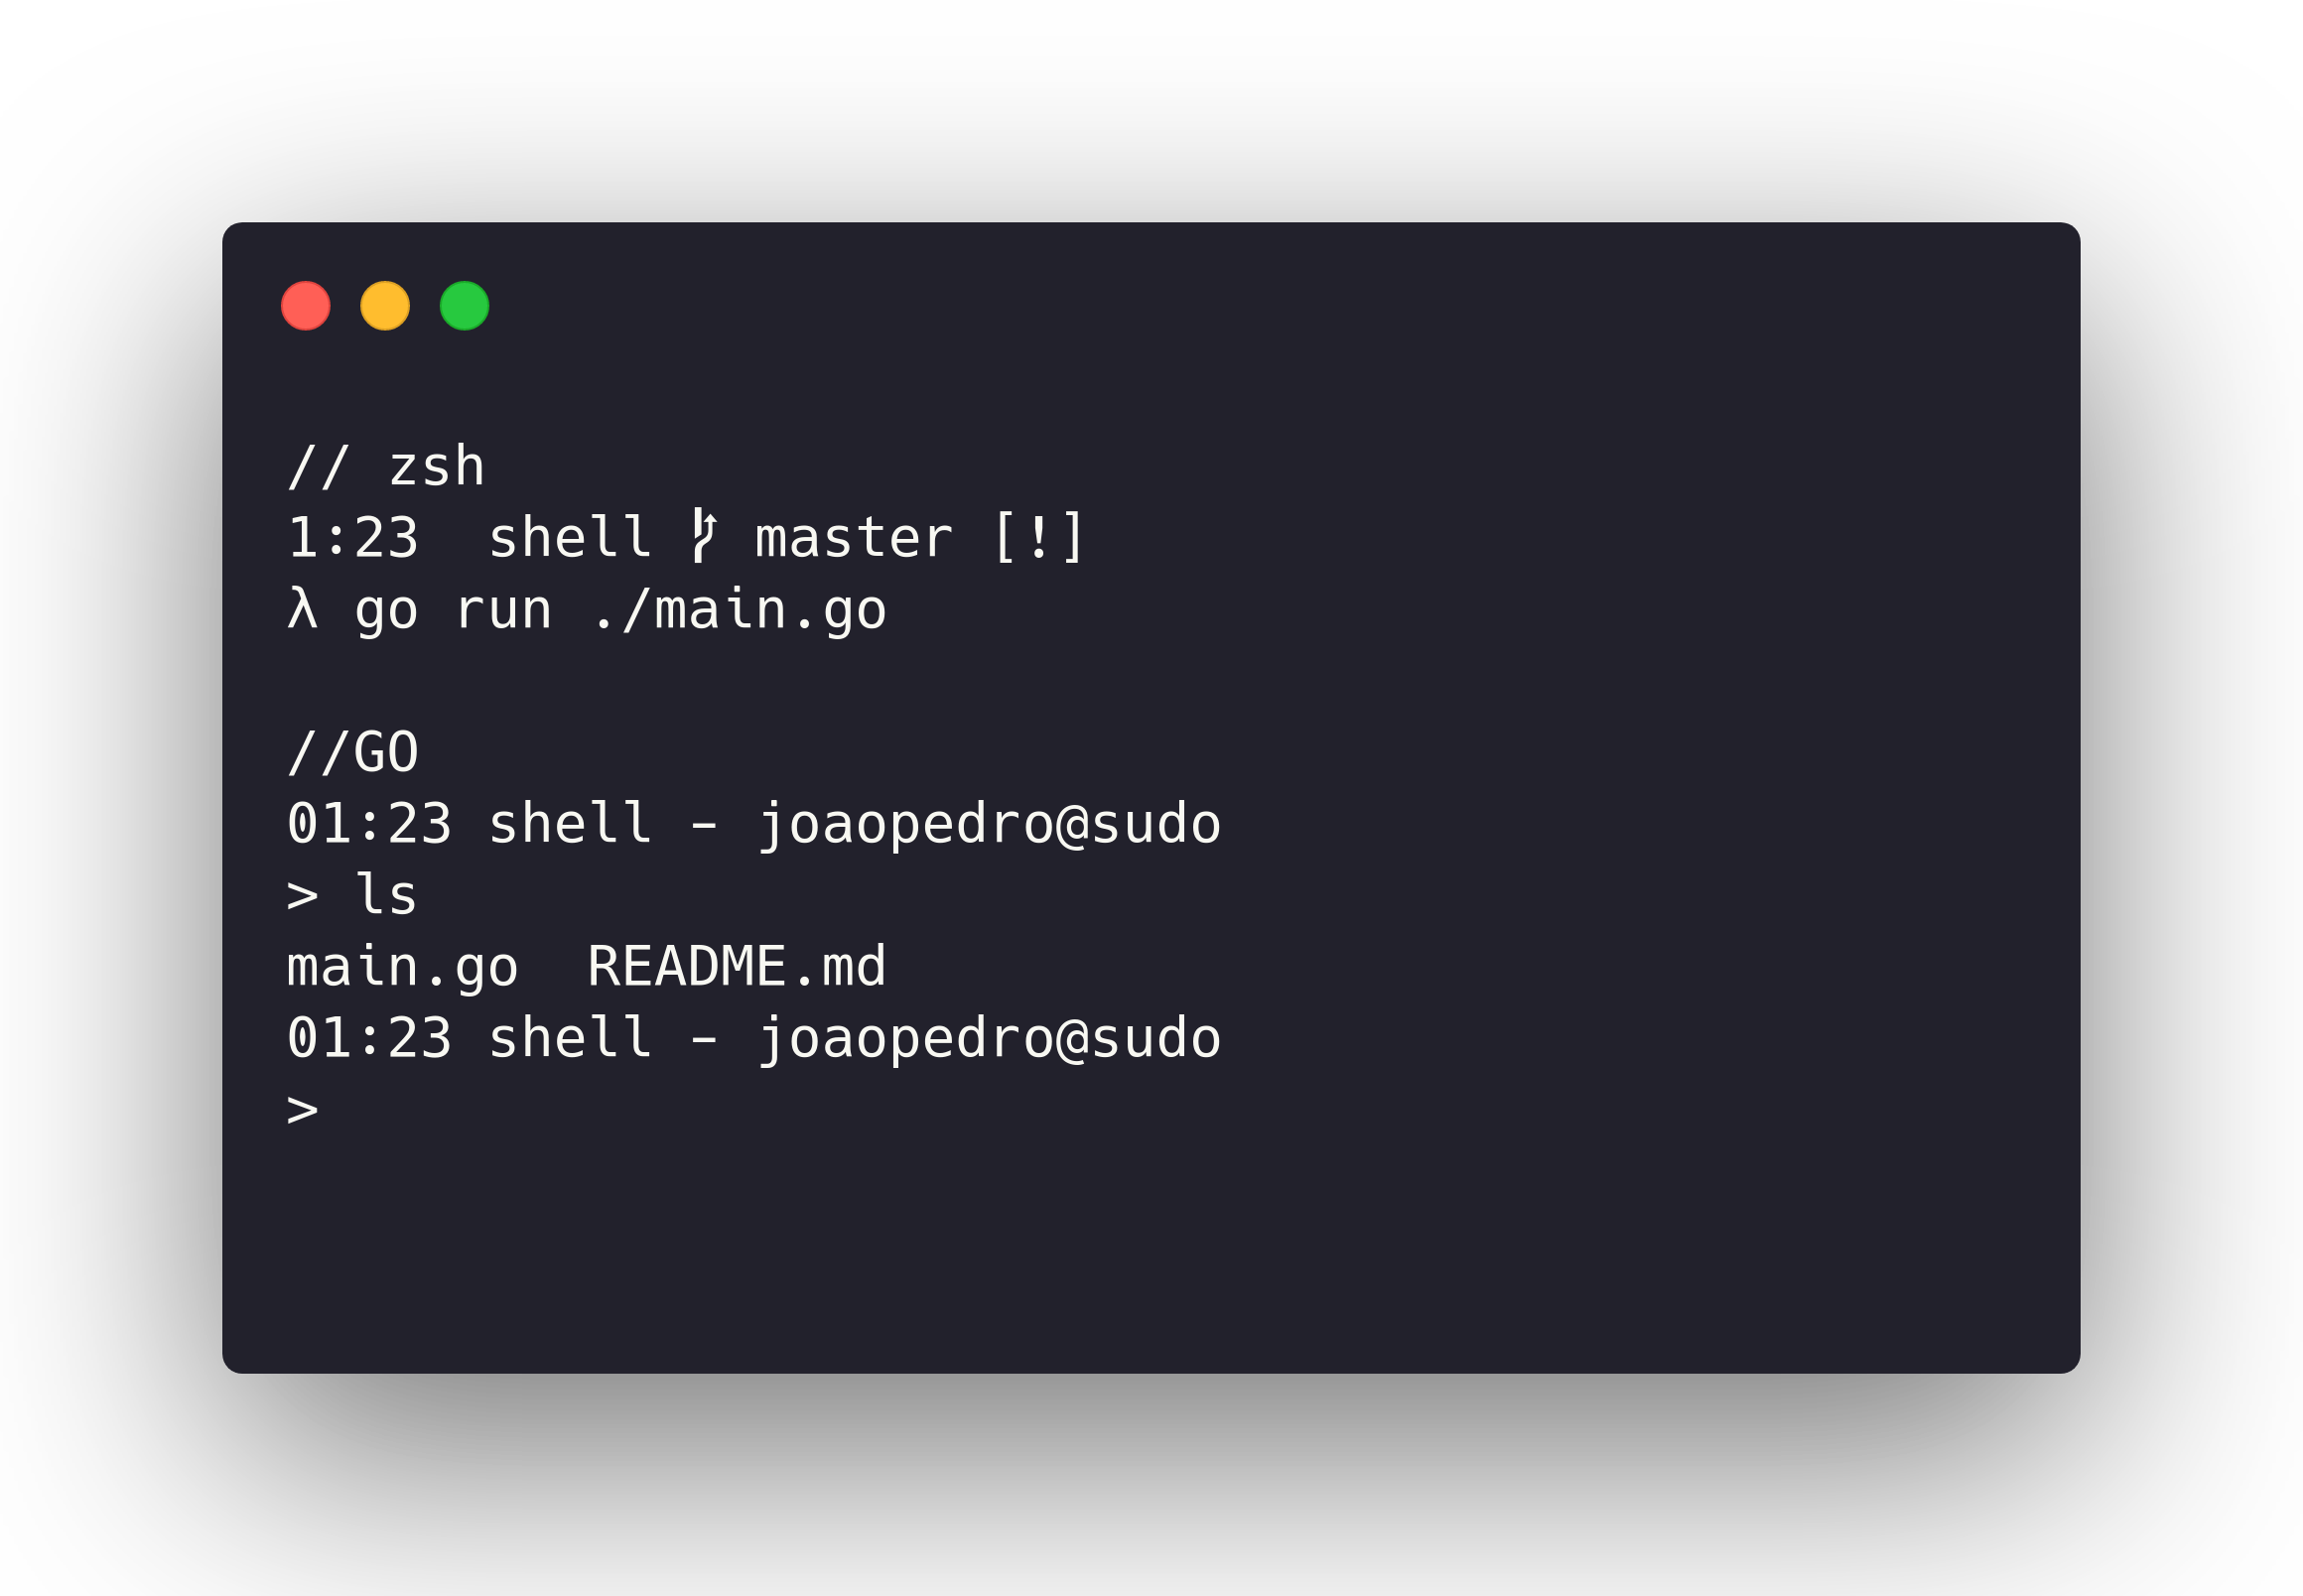 // zsh
1:23  shell  master [!]
λ go run ./main.go
//GO
01:23 shell - joaopedro@sudo
> ls
main.go  README.md
01:23 shell - joaopedro@sudo
>